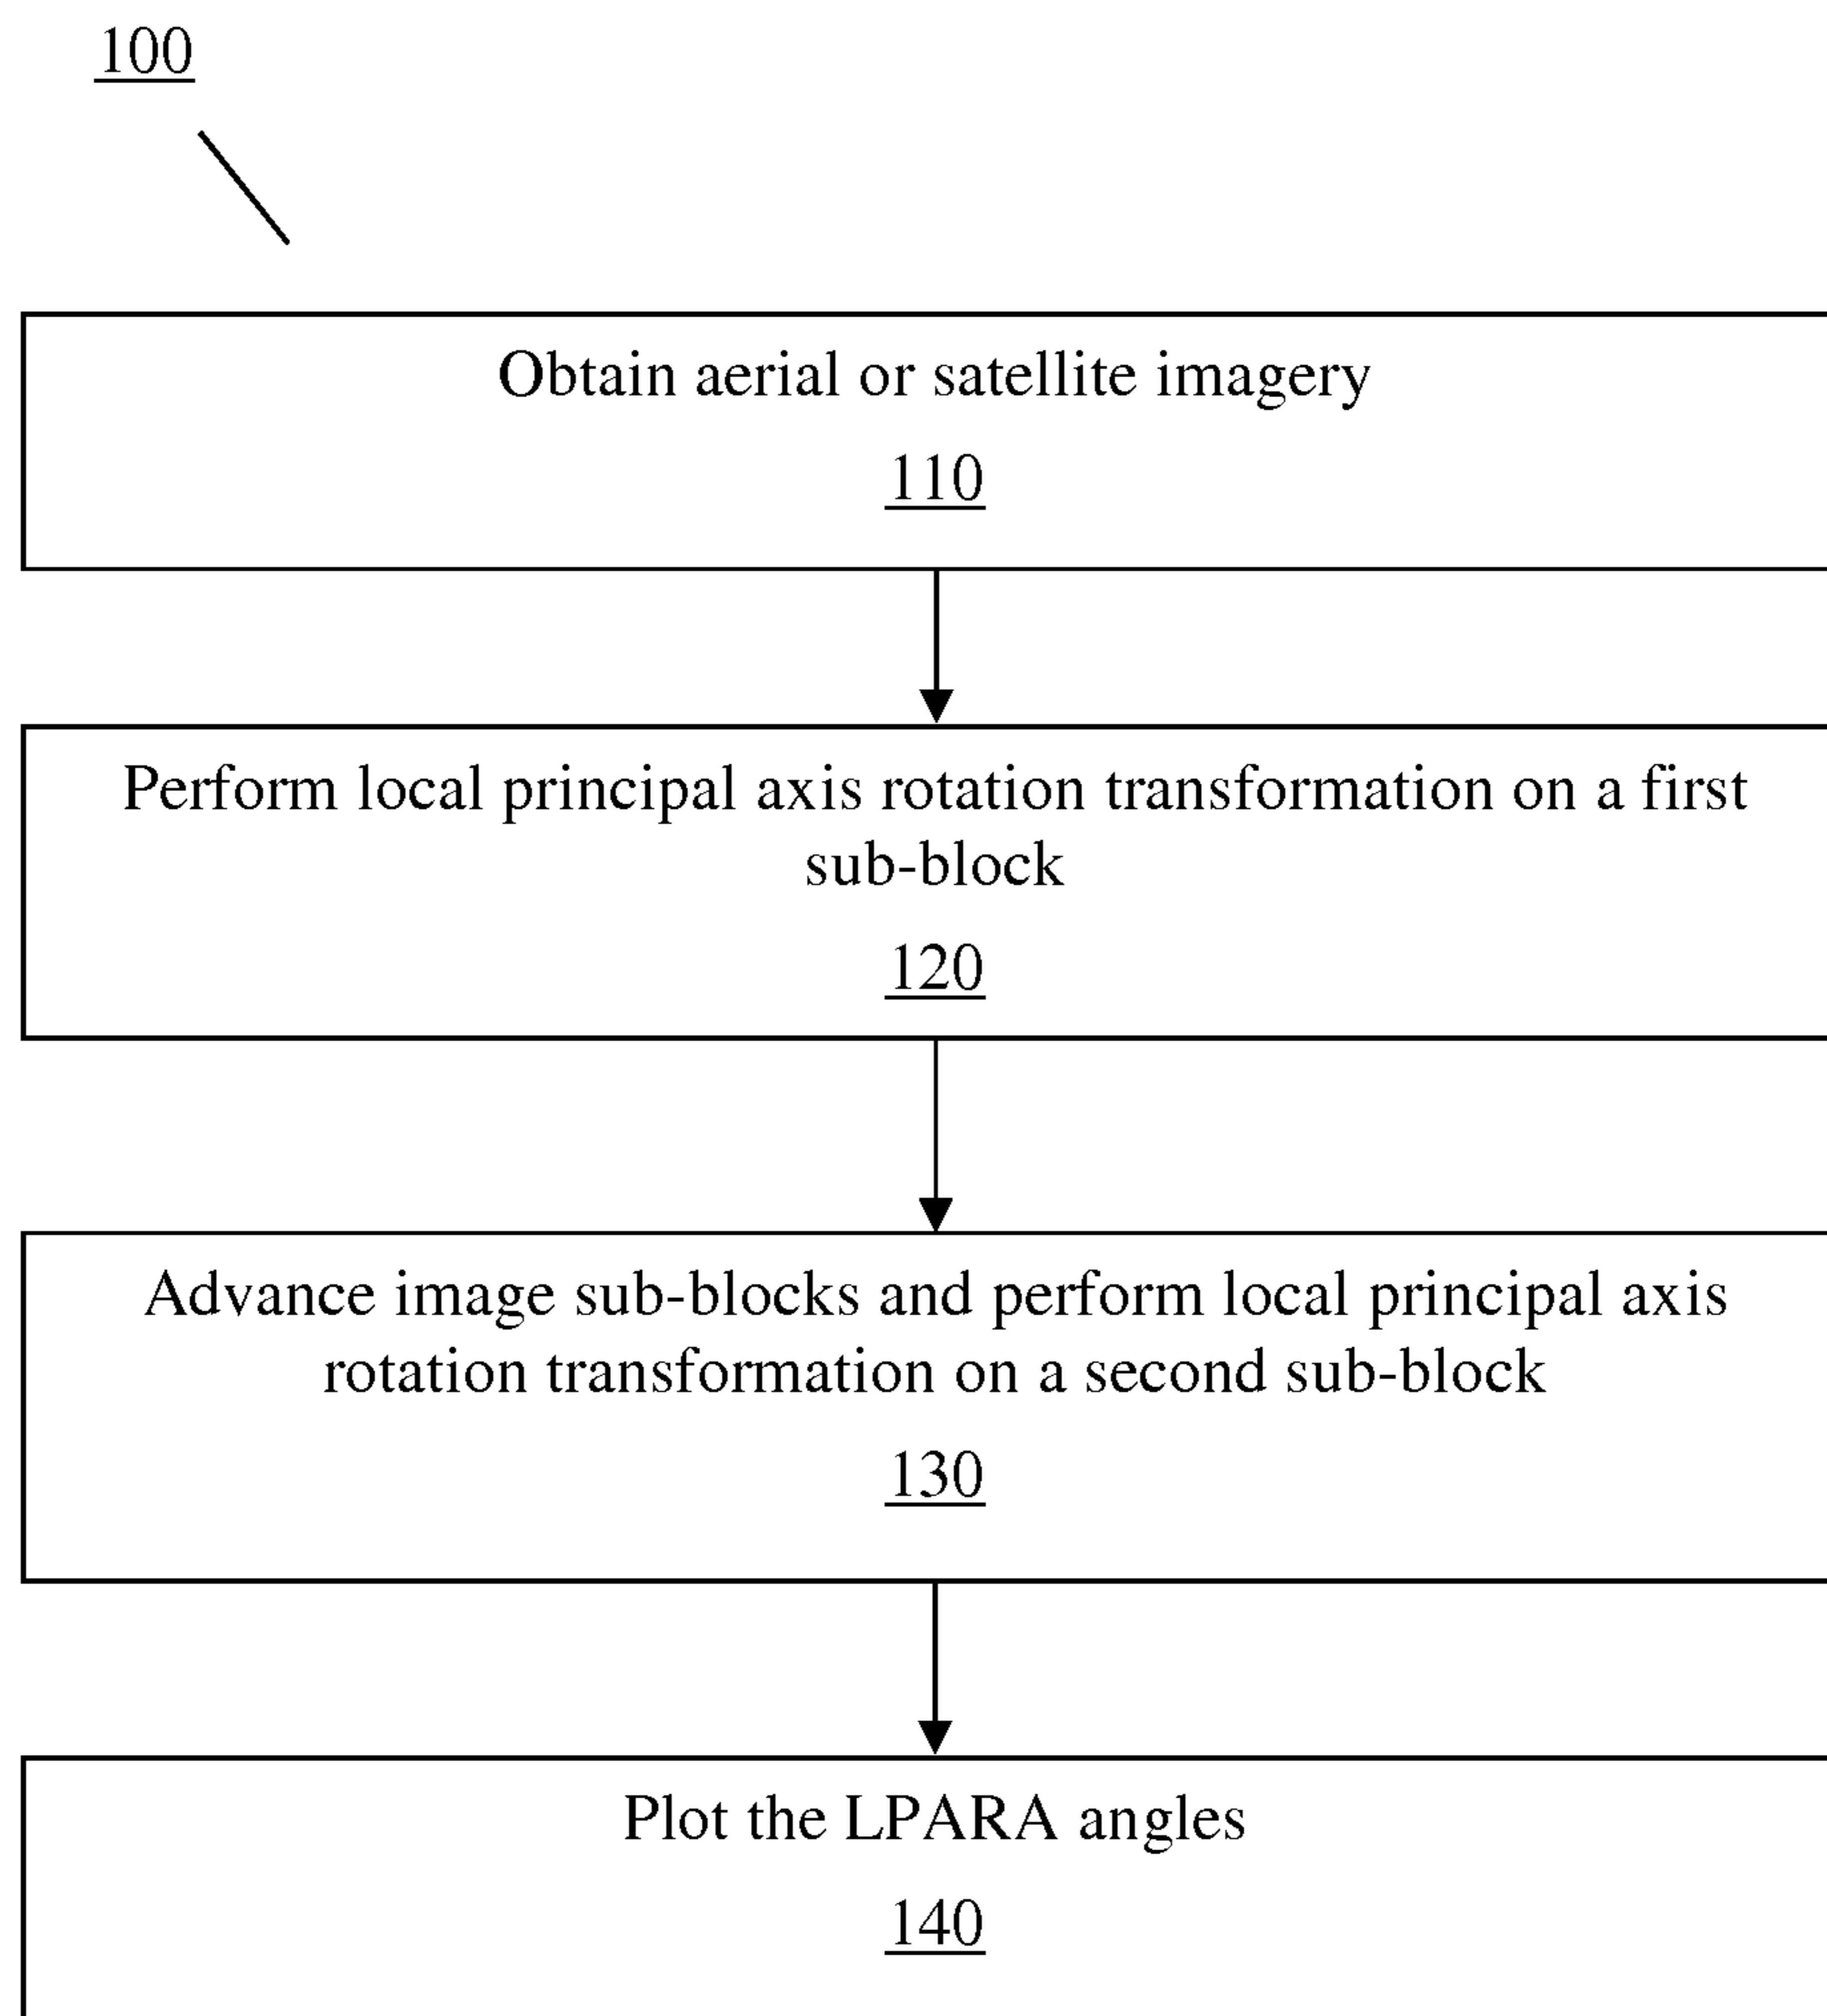 100
Obtain aerial or satellite imagery
110
Perform local principal axis rotation transformation on a first
sub-block
120
Advance image sub-blocks and perform local principal axis
rotation transformation on a second sub-block
130
Plot the LPARA angles
140